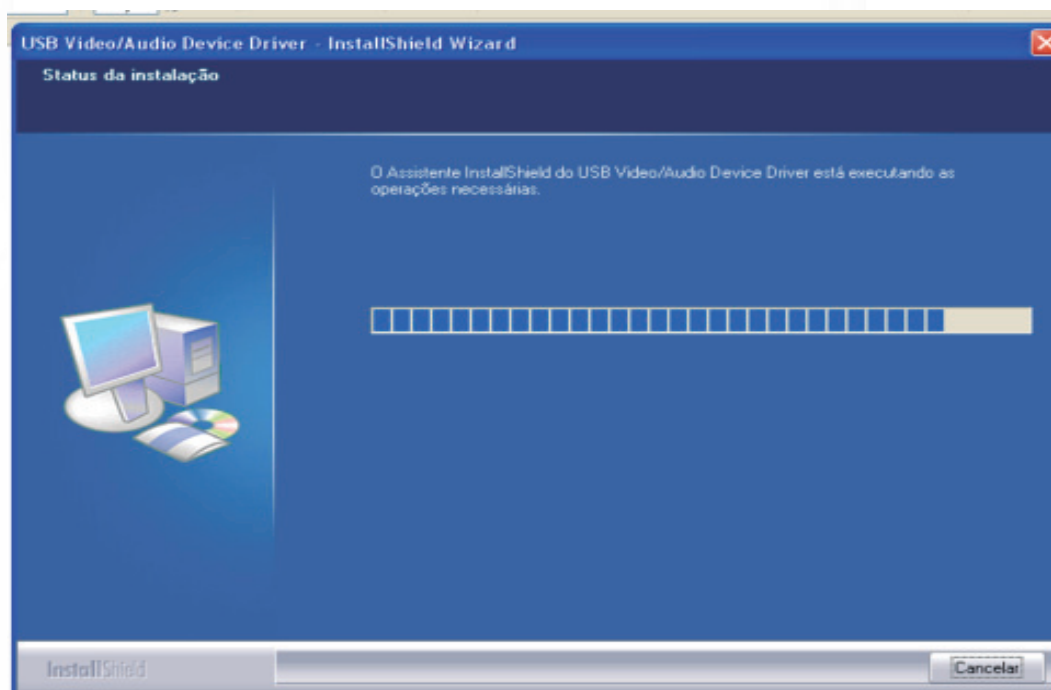 USB Video/Audio Device Driver - InstallShield Wizard
Status da instalação
O Assistente InstallShield do USB Video/Audio Device Driver está executando as
operações necessárias.
InstallShield
Cancelar